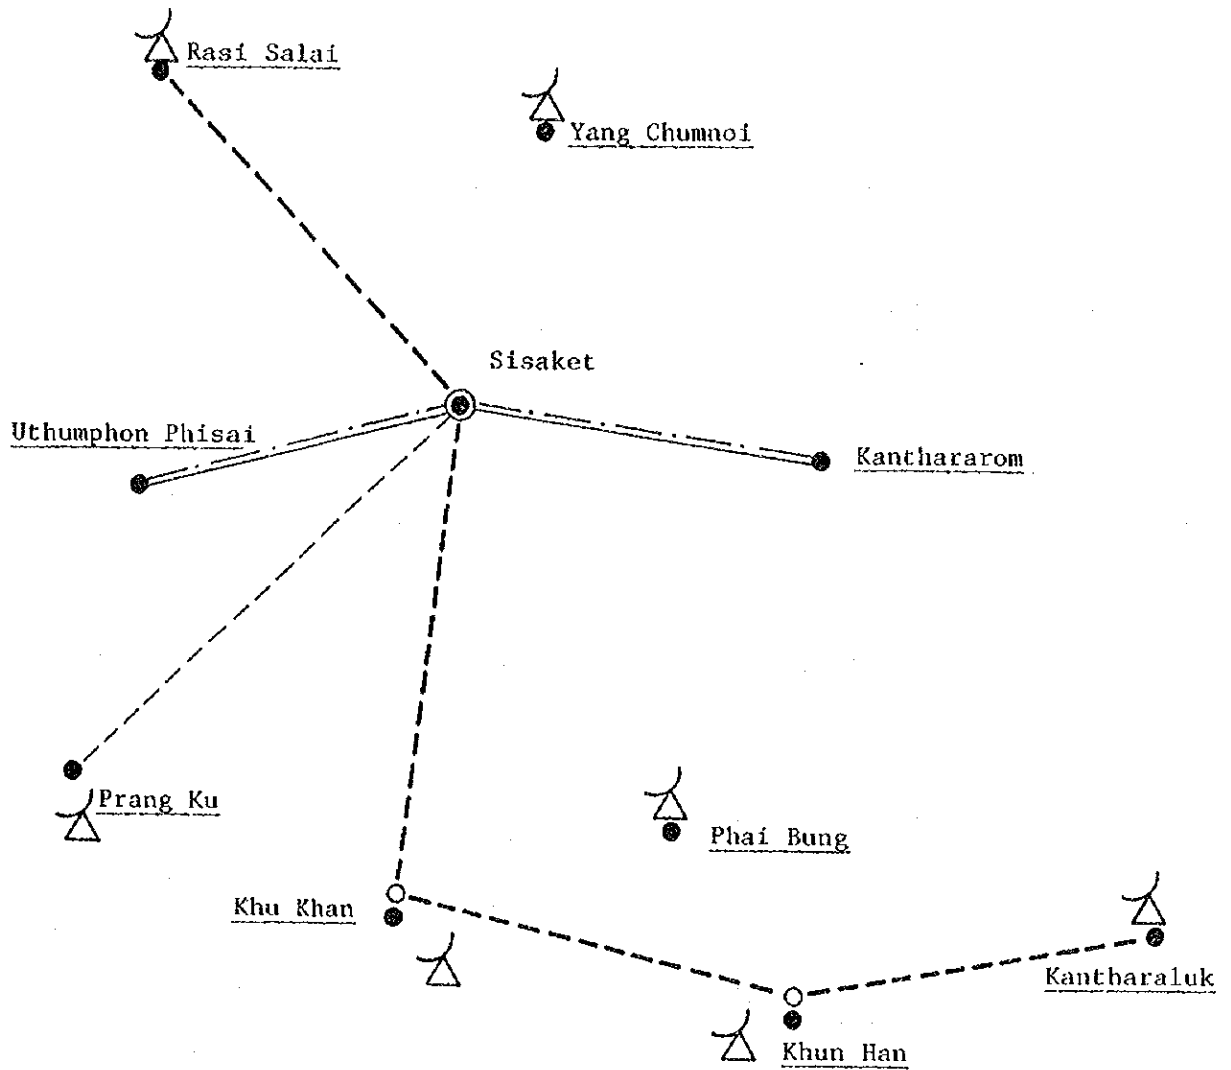 Rasi Salai
Yang Chumnoi
Sisaket
Uthumphon Phisai
Kanthararom
Prang Ku
Phai Bung
Khu Khan
Kantharaluk
Khun Han